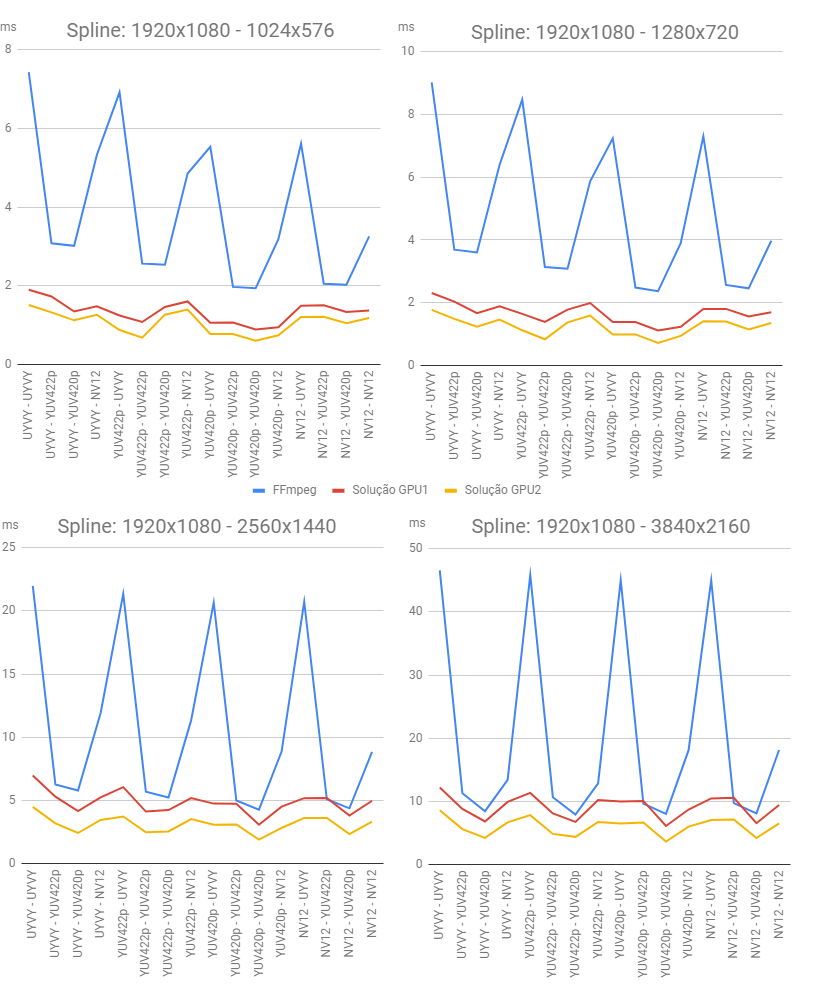 ms
Spline: 1920x1080 - 1024x576
8
6
4
2
0
UYVY - UYVY
UYVY - YUV422p
UYVY - YUV420p
UYVY - NV12
YUV422p - UYVY
YUV422p - YUV422p
YUV422p - YUV420p
YUV422p - NV12
YUV420p - UYVY
YUV420p - YUV422p
YUV420p - YUV420p
YUV420p - NV12
NV12 - UYVY
NV12 - YUV422p
NV12 - YUV420p
NV12 - NV12
ms
Spline: 1920x1080 - 1280x720
10
8
6
4
2
0
UYVY - UYVY
UYVY - YUV422p
UYVY - YUV420p
UYVY - NV12
YUV422p - UYVY
YUV422p - YUV422p
YUV422p - YUV420p
YUV422p - NV12
YUV420p - UYVY
YUV420p - YUV422p
YUV420p - YUV420p
YUV420p - NV12
NV12 - UYVY
NV12 - YUV422p
NV12 - YUV420p
NV12 - NV12
FFmpeg
Solução GPU1
Solução GPU2
ms
Spline: 1920x1080 - 2560x1440
25
20
15
10
5
0
UYVY - UYVY
UYVY - YUV422p
UYVY - YUV420p
UYVY - NV12
YUV422p - UYVY
YUV422p - YUV422p
YUV422p - YUV420p
YUV422p - NV12
YUV420p - UYVY
YUV420p - YUV422p
YUV420p - YUV420p
YUV420p - NV12
NV12 - UYVY
NV12 - YUV422p
NV12 - YUV420p
NV12 - NV12
ms
Spline: 1920x1080 - 3840x2160
50
40
30
20
10
0
UYVY - UYVY
UYVY - YUV422p
UYVY - YUV420p
UYVY - NV12
YUV422p - UYVY
YUV422p - YUV422p
YUV422p - YUV420p
YUV422p - NV12
YUV420p - UYVY
YUV420p - YUV422p
YUV420p - YUV420p
YUV420p - NV12
NV12 - UYVY
NV12 - YUV422p
NV12 - YUV420p
NV12 - NV12